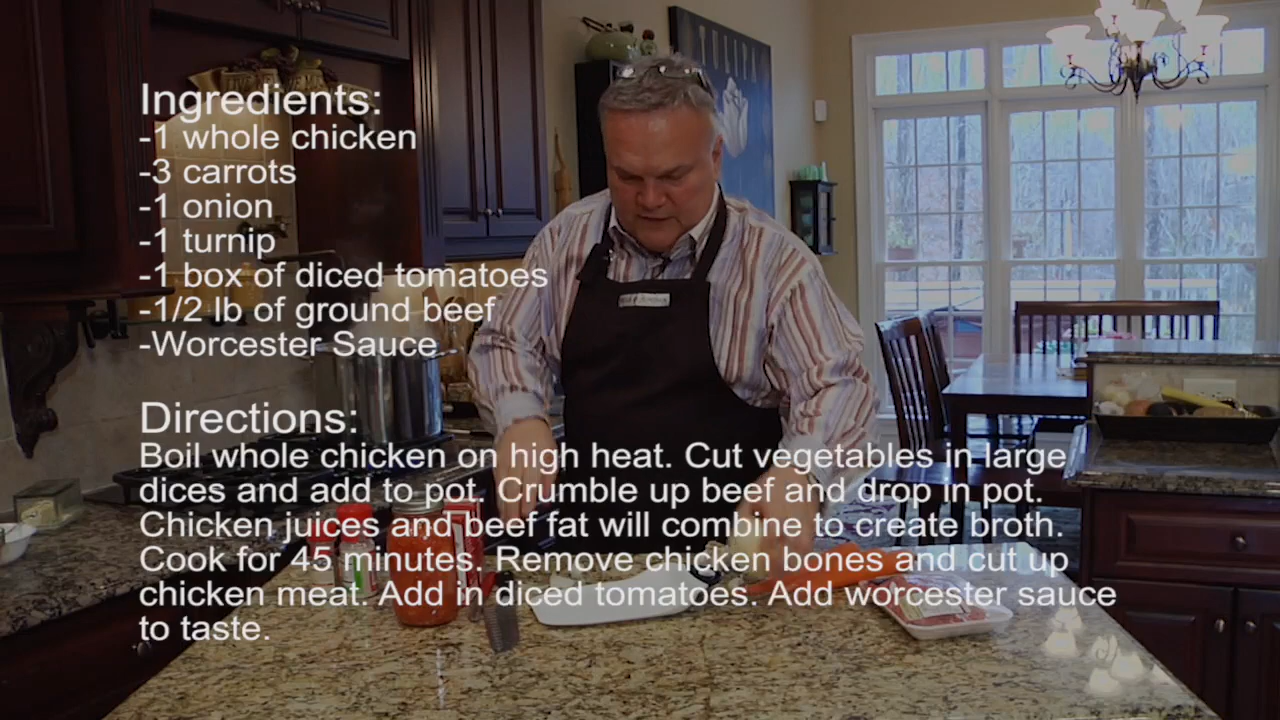 Ingredients:
-1 whole chicken
-3 carrots
-1 onion
-1 turnip
-1 box of diced tomatoes
-1/2 lb of ground beef
-Worcester Sauce
Directions:
Boil whole chicken on high heat. Cut vegetables in large
dices and add to pot. Crumble up beef and drop in pot.
Chicken juices and beef fat will combine to create broth.
Cook for 45 minutes. Remove chicken bones and cut up
chicken meat. Add in diced tomatoes. Add worcester sauce
to taste.